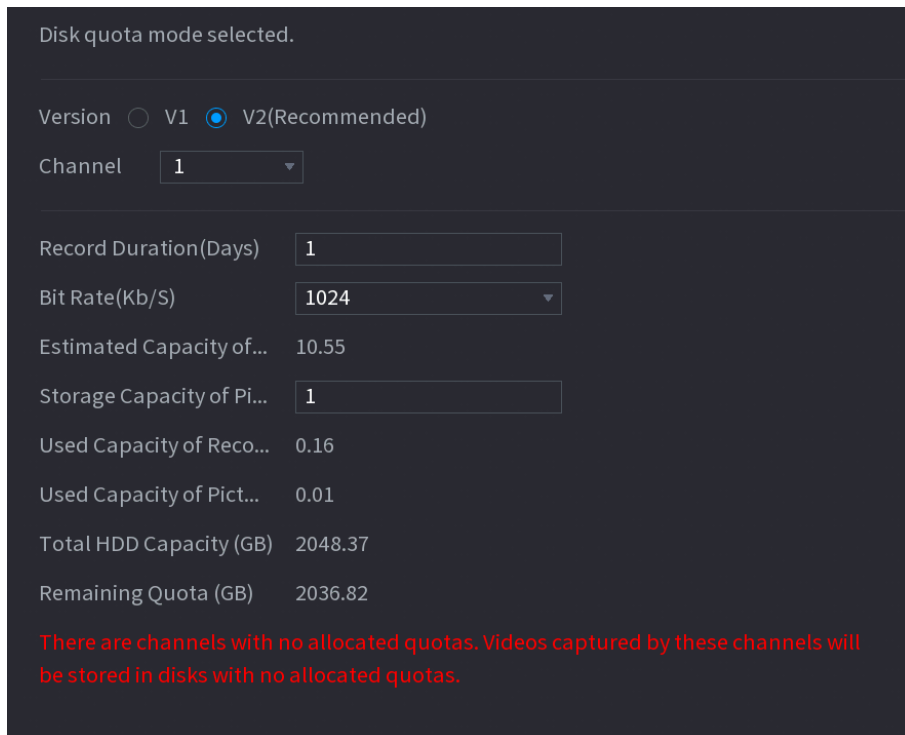 Disk quota mode selected.
Version V1 V2(Recommended)
Channel 1
Record Duration(Days) 1
Bit Rate(Kb/S) 1024
Estimated Capacity of... 10.55
Storage Capacity of Pi... 1
Used Capacity of Reco... 0.16
Used Capacity of Pict... 0.01
Total HDD Capacity (GB) 2048.37
Remaining Quota (GB) 2036.82
There are channels with no allocated quotas. Videos captured by these channels will
be stored in disks with no allocated quotas.